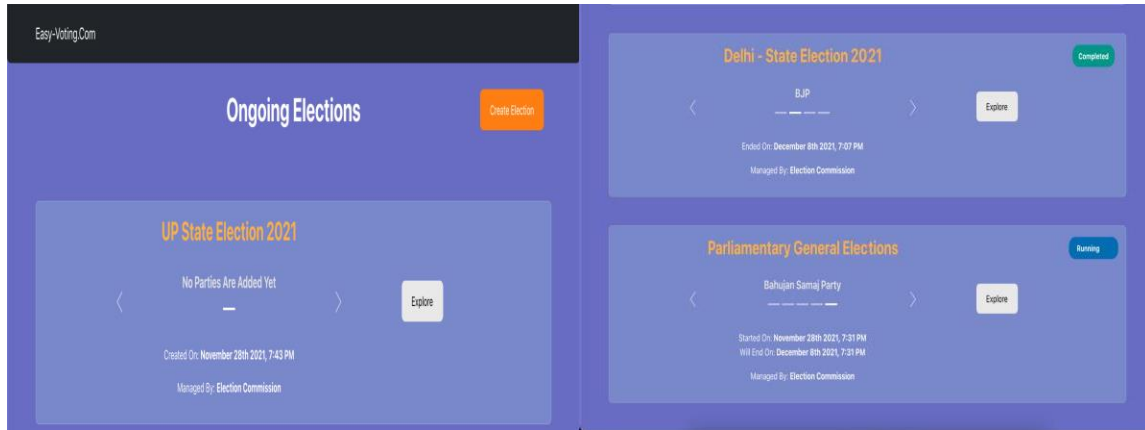 Easy-Voting.Com
Ongoing Elections
Create Election
UP State Election 2021
No Parties Are Added Yet
Explore
Created On: November 28th 2021, 7:43 PM
Managed By: Election Commission
Delhi - State Election 2021
Completed
BJP
Explore
Ended On: December 8th 2021, 7:07 PM
Managed By: Election Commission
Parliamentary General Elections
Running
Bahujan Samaj Party
Explore
Started On: November 28th 2021, 7:31 PM
Will End On: December 8th 2021, 7:31 PM
Managed By: Election Commission